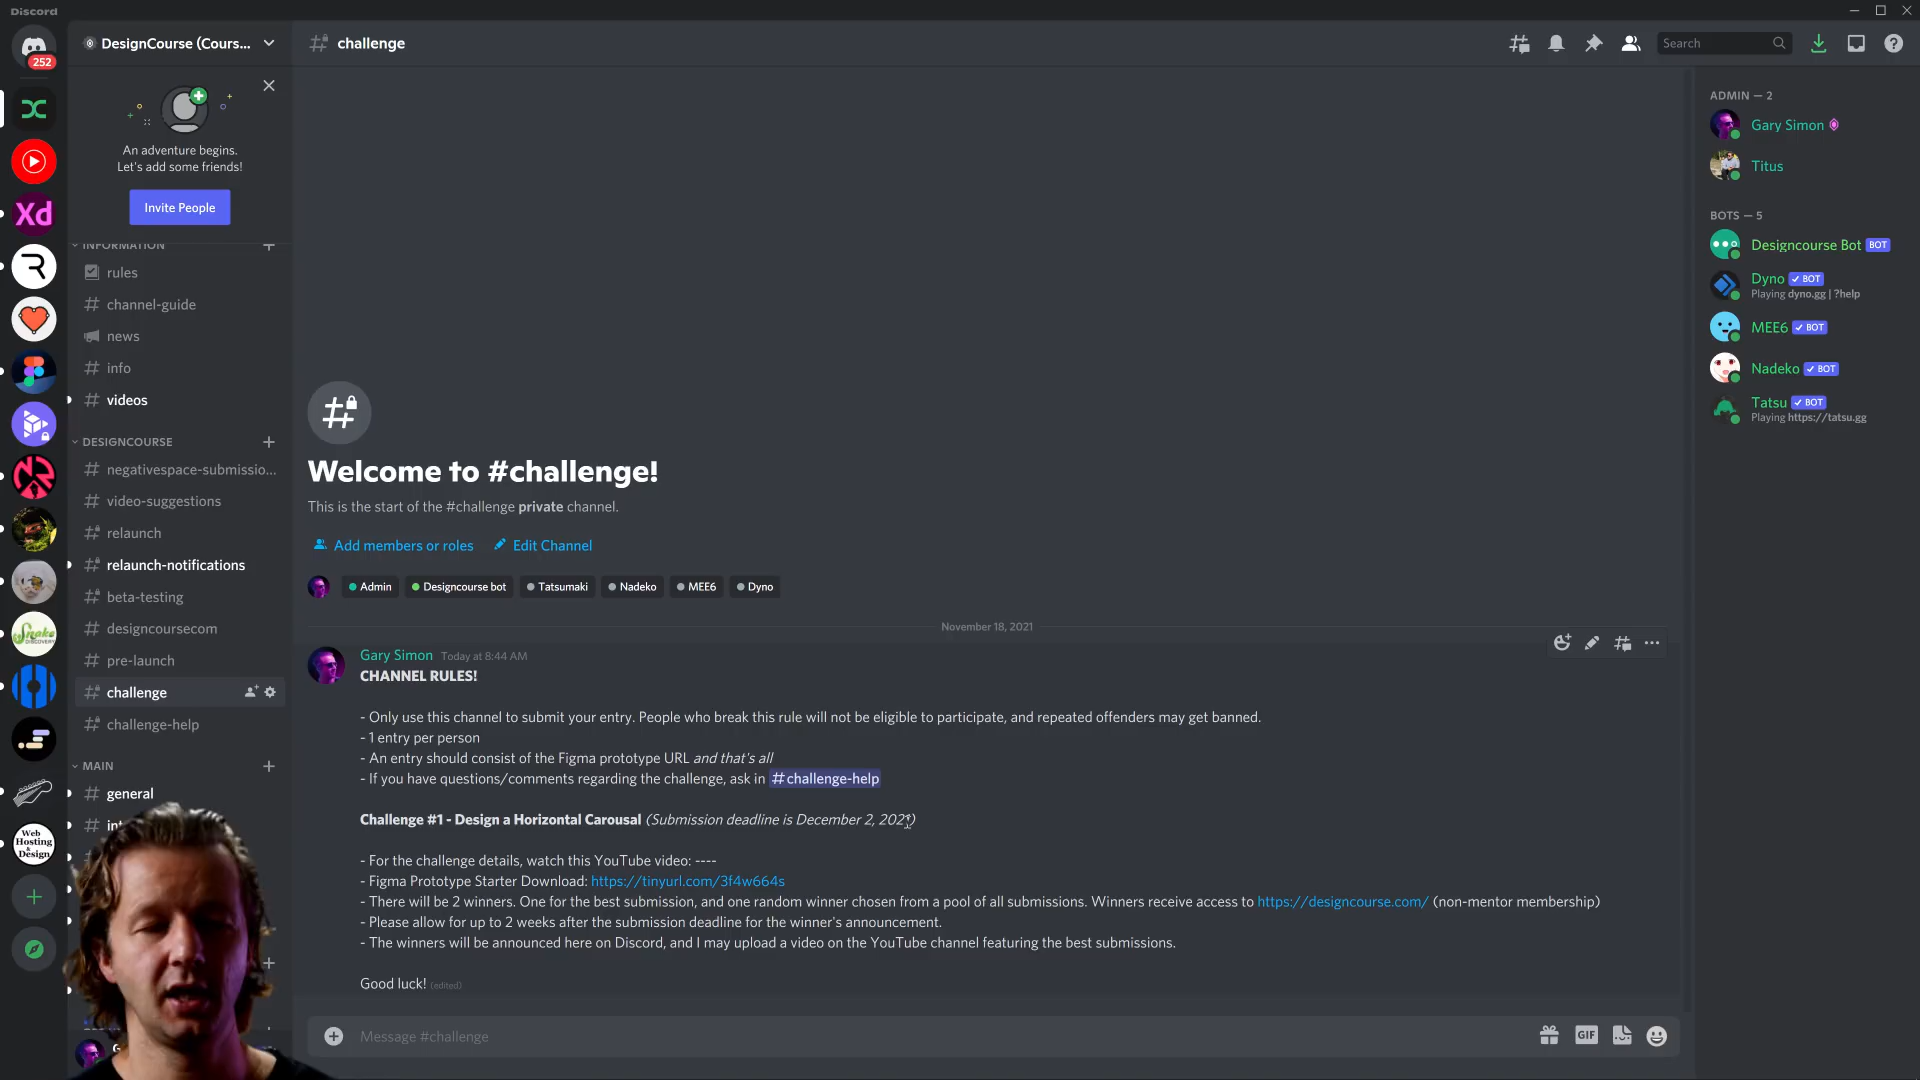 Discord
252
DesignCourse (Cours...
challenge
Search
An adventure begins.
Let's add some friends!
Invite People
INFORMATION
rules
channel-guide
news
info
videos
DESIGNCOURSE
negativespace-submissio...
video-suggestions
relaunch
relaunch-notifications
beta-testing
designcoursecom
pre-launch
challenge
challenge-help
MAIN
general
Xd
Web
Hosting
&
Design
Welcome to #challenge!
This is the start of the #challenge private channel.
Add members or roles
Edit Channel
Admin
Designcourse bot
Tatsumaki
Nadeko
MEE6
Dyno
November 18, 2021
Gary Simon Today at 8:44 AM
CHANNEL RULES!
- Only use this channel to submit your entry. People who break this rule will not be eligible to participate, and repeated offenders may get banned.
- 1 entry per person
- An entry should consist of the Figma prototype URL and that's all
- If you have questions/comments regarding the challenge, ask in #challenge-help
Challenge #1 - Design a Horizontal Carousal (Submission deadline is December 2, 2021)
- For the challenge details, watch this YouTube video: ----
- Figma Prototype Starter Download: https://tinyurl.com/3f4w664s
- There will be 2 winners. One for the best submission, and one random winner chosen from a pool of all submissions. Winners receive access to https://designcourse.com/ (non-mentor membership)
- Please allow for up to 2 weeks after the submission deadline for the winner's announcement.
- The winners will be announced here on Discord, and I may upload a video on the YouTube channel featuring the best submissions.
Good luck! (edited)
Message #challenge
GIF
ADMIN — 2
Gary Simon
Titus
BOTS — 5
Designcourse Bot BOT
Dyno BOT
Playing dyno.gg | ?help
MEE6 BOT
Nadeko BOT
Tatsu BOT
Playing https://tatsu.gg